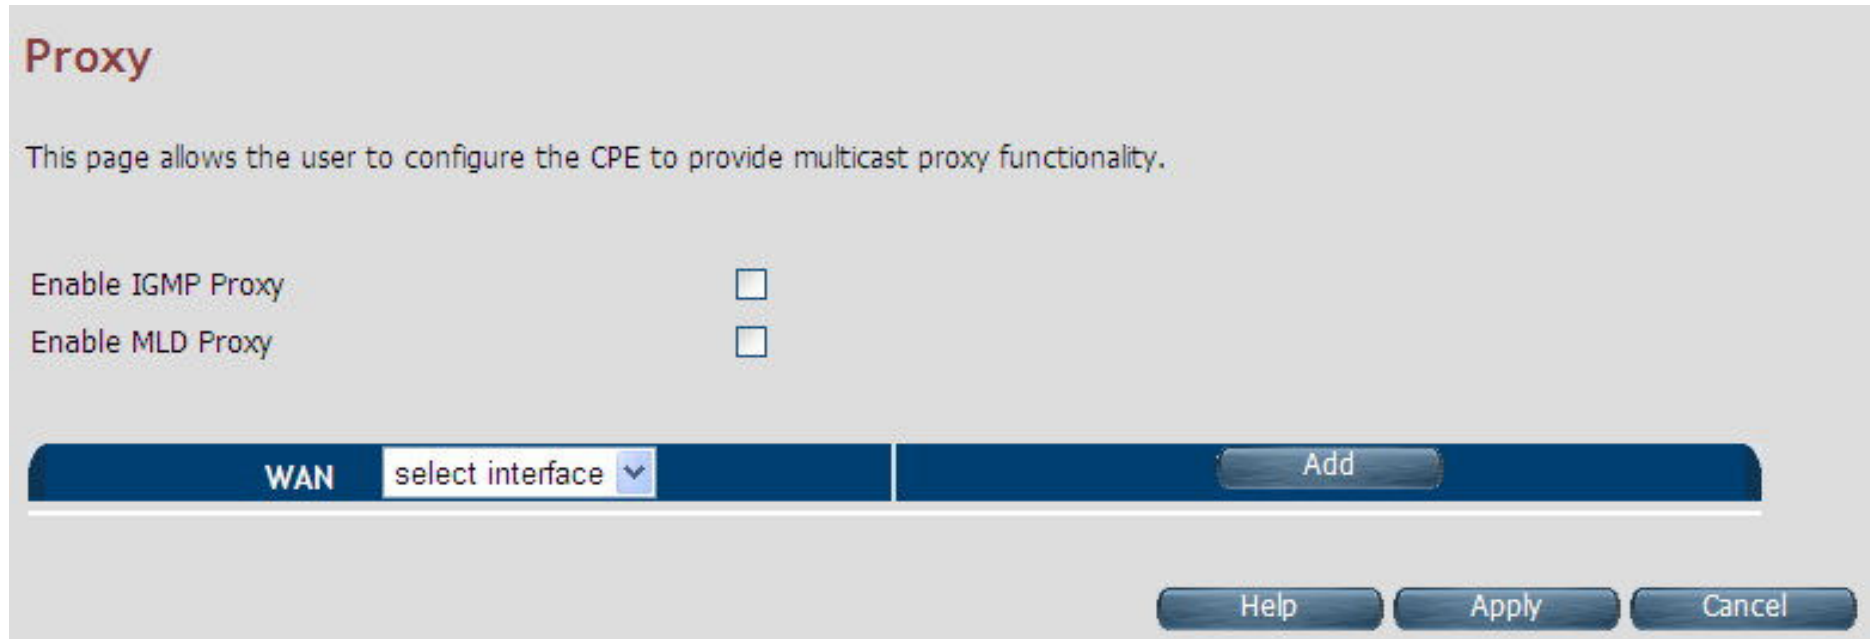 Proxy
This page allows the user to configure the CPE to provide multicast proxy functionality.
Enable IGMP Proxy
Enable MLD Proxy
WAN select interface Add
Help Apply Cancel